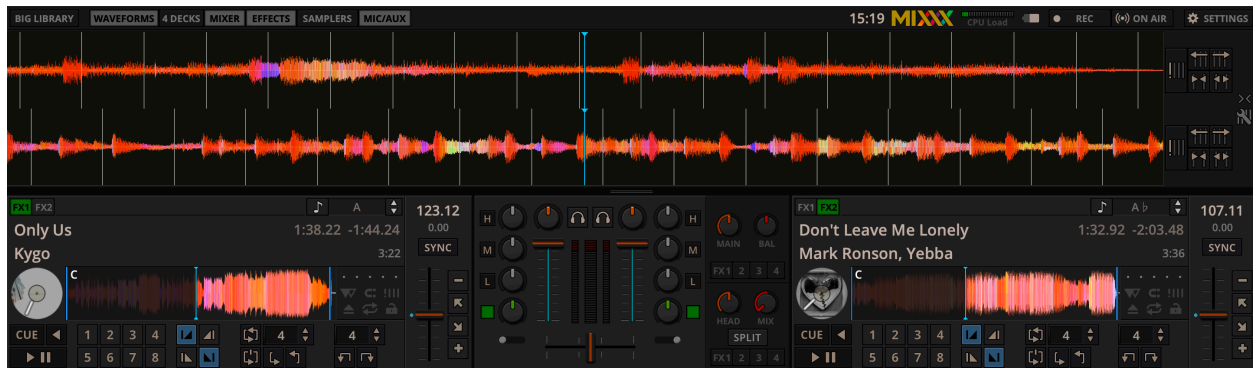 BIG LIBRARY WAVEFORMS 4 DECKS MIXER EFFECTS SAMPLERS MIC/AUX 15:19 MIXXX CPU Load REC ON AIR SETTINGS
FX1 FX2 A
123.12
Only Us 1:38.22 -1:44.24 0.00
Kygo 3:22 SYNC
C
CUE 1 2 3 4 4 4
5 6 7 8
H H
M M
L L
MAIN BAL
FX1 2 3 4
HEAD MIX
SPLIT
FX1 2 3 4
FX1 FX2 A♭
107.11
Don't Leave Me Lonely 1:32.92 -2:03.48 0.00
Mark Ronson, Yebba 3:36 SYNC
C
CUE 1 2 3 4 4 4
5 6 7 8